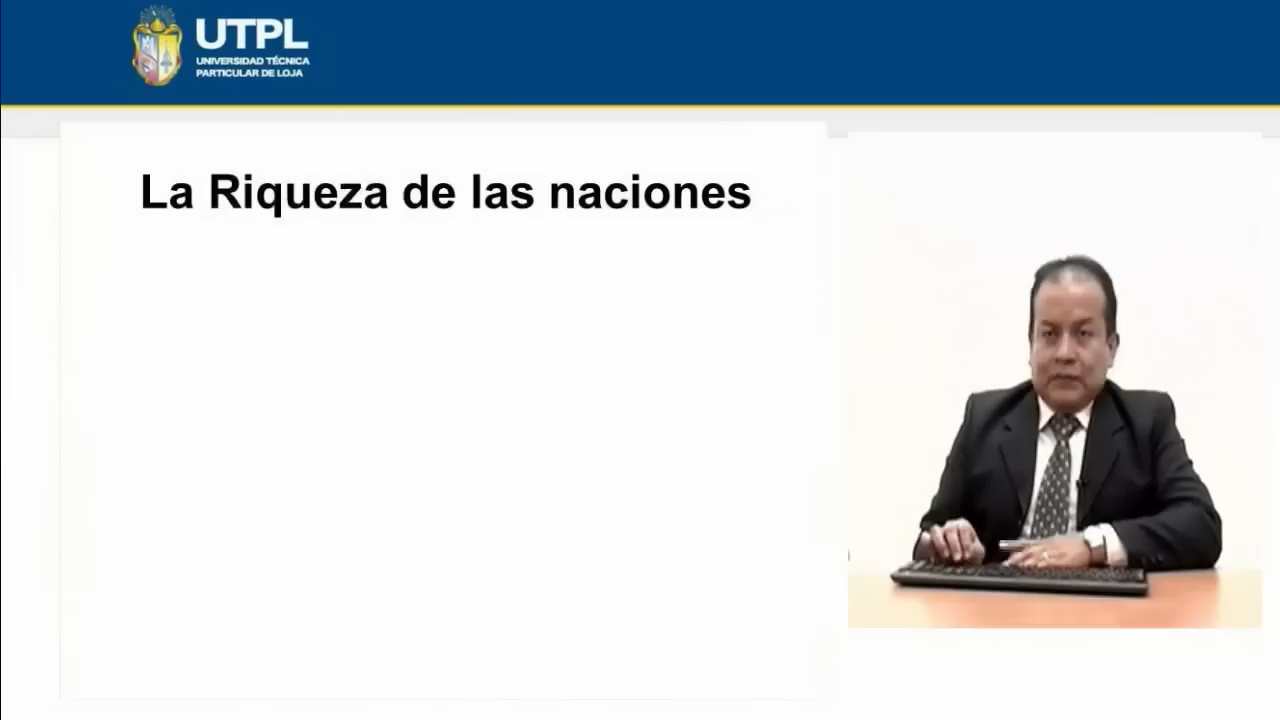 UTPL
UNIVERSIDAD TÉCNICA
PARTICULAR DE LOJA
La Riqueza de las naciones